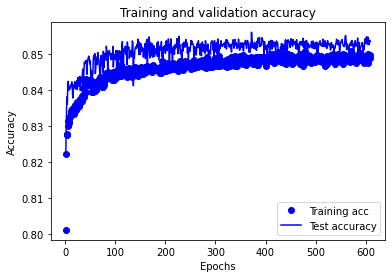 Training and validation accuracy
Accuracy
0.85
0.84
0.83
0.82
0.81
0.80
0 100 200 300 400 500 600
Epochs
Training acc
Test accuracy